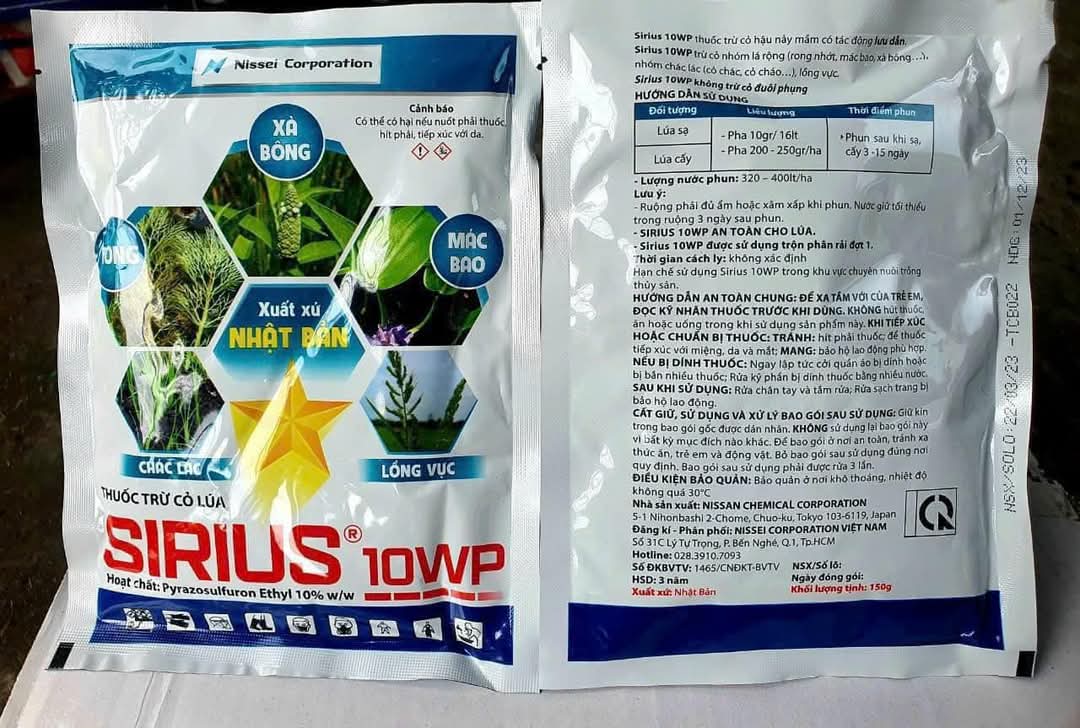 Nissei Corporation
Cảnh báo
Có thể có hại nếu nuốt phải thuốc,
hít phải, tiếp xúc với da.
XÀ
BÔNG
MÁC
BAO
Xuất xứ
NHẬT BẢN
CHÁC LÁC
LỒNG VỰC
THUỐC TRỪ CỎ LÚA
SIRIUS® 10WP
Hoạt chất: Pyrazosulfuron Ethyl 10% w/w
Sirius 10WP thuốc trừ cỏ hậu nảy mầm có tác động lưu dẫn.
Sirius 10WP trừ cỏ nhóm lá rộng (rong nhớt, mác bao, xà bông…),
nhóm chác lác (cỏ chác, cỏ cháo…), lồng vực.
Sirius 10WP không trừ cỏ đuôi phụng
HƯỚNG DẪN SỬ DỤNG
Đối tượng Liều lượng Thời điểm phun
Lúa sạ
Lúa cấy
- Pha 10gr/ 16lt
- Pha 200 - 250gr/ha
Phun sau khi sạ,
cấy 3 -15 ngày
- Lượng nước phun: 320 – 400lt/ha
Lưu ý:
- Ruộng phải đủ ẩm hoặc xâm xấp khi phun. Nước giữ tối thiểu
trong ruộng 3 ngày sau phun.
- SIRIUS 10WP AN TOÀN CHO LÚA.
- Sirius 10WP được sử dụng trộn phân rải đợt 1.
Thời gian cách ly: không xác định
Hạn chế sử dụng Sirius 10WP trong khu vực chuyên nuôi trồng
thủy sản.
HƯỚNG DẪN AN TOÀN CHUNG: ĐỂ XA TẦM VỚI CỦA TRẺ EM,
ĐỌC KỸ NHÃN THUỐC TRƯỚC KHI DÙNG. KHÔNG hút thuốc,
ăn hoặc uống trong khi sử dụng sản phẩm này. KHI TIẾP XÚC
HOẶC CHUẨN BỊ THUỐC: TRÁNH: hít phải thuốc; để thuốc
tiếp xúc với miệng, da và mắt; MANG: bảo hộ lao động phù hợp.
NẾU BỊ DÍNH THUỐC: Ngay lập tức cởi quần áo bị dính hoặc
bị bắn nhiều thuốc; Rửa kỹ phần bị dính thuốc bằng nhiều nước.
SAU KHI SỬ DỤNG: Rửa chân tay và tắm rửa; Rửa sạch trang bị
bảo hộ lao động.
CẤT GIỮ, SỬ DỤNG VÀ XỬ LÝ BAO GÓI SAU SỬ DỤNG: Giữ kín
trong bao gói gốc được dán nhãn. KHÔNG sử dụng lại bao gói này
vì bất kỳ mục đích nào khác. Để bao gói ở nơi an toàn, tránh xa
thức ăn, trẻ em và động vật. Bỏ bao gói sau sử dụng đúng nơi
quy định. Bao gói sau sử dụng phải được rửa 3 lần.
ĐIỀU KIỆN BẢO QUẢN: Bảo quản ở nơi khô thoáng, nhiệt độ
không quá 30°C
Nhà sản xuất: NISSAN CHEMICAL CORPORATION
5-1 Nihonbashi 2-Chome, Chuo-ku, Tokyo 103-6119, Japan
Đăng kí - Phân phối: NISSEI CORPORATION VIỆT NAM
Số 31C Lý Tự Trọng, P. Bến Nghé, Q.1, Tp.HCM
Hotline: 028.3910.7093
Số ĐKBVTV: 1465/CNĐKT-BVTV NSX/Số lô:
HSD: 3 năm Ngày đóng gói:
Xuất xứ: Nhật Bản Khối lượng tịnh: 150g
NSX/SOLO:22/03/23 -TCB022 NDG:01/12/23